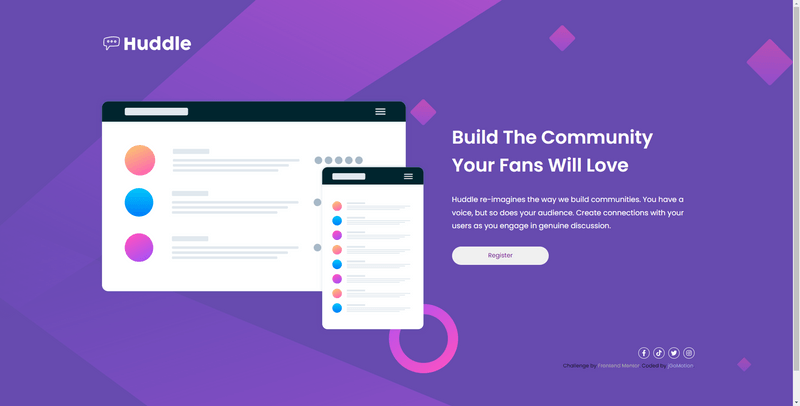 Huddle
Build The Community
Your Fans Will Love
Huddle re-imagines the way we build communities. You have a
voice, but so does your audience. Create connections with your
users as you engage in genuine discussion.
Register
Challenge by Frontend Mentor. Coded by